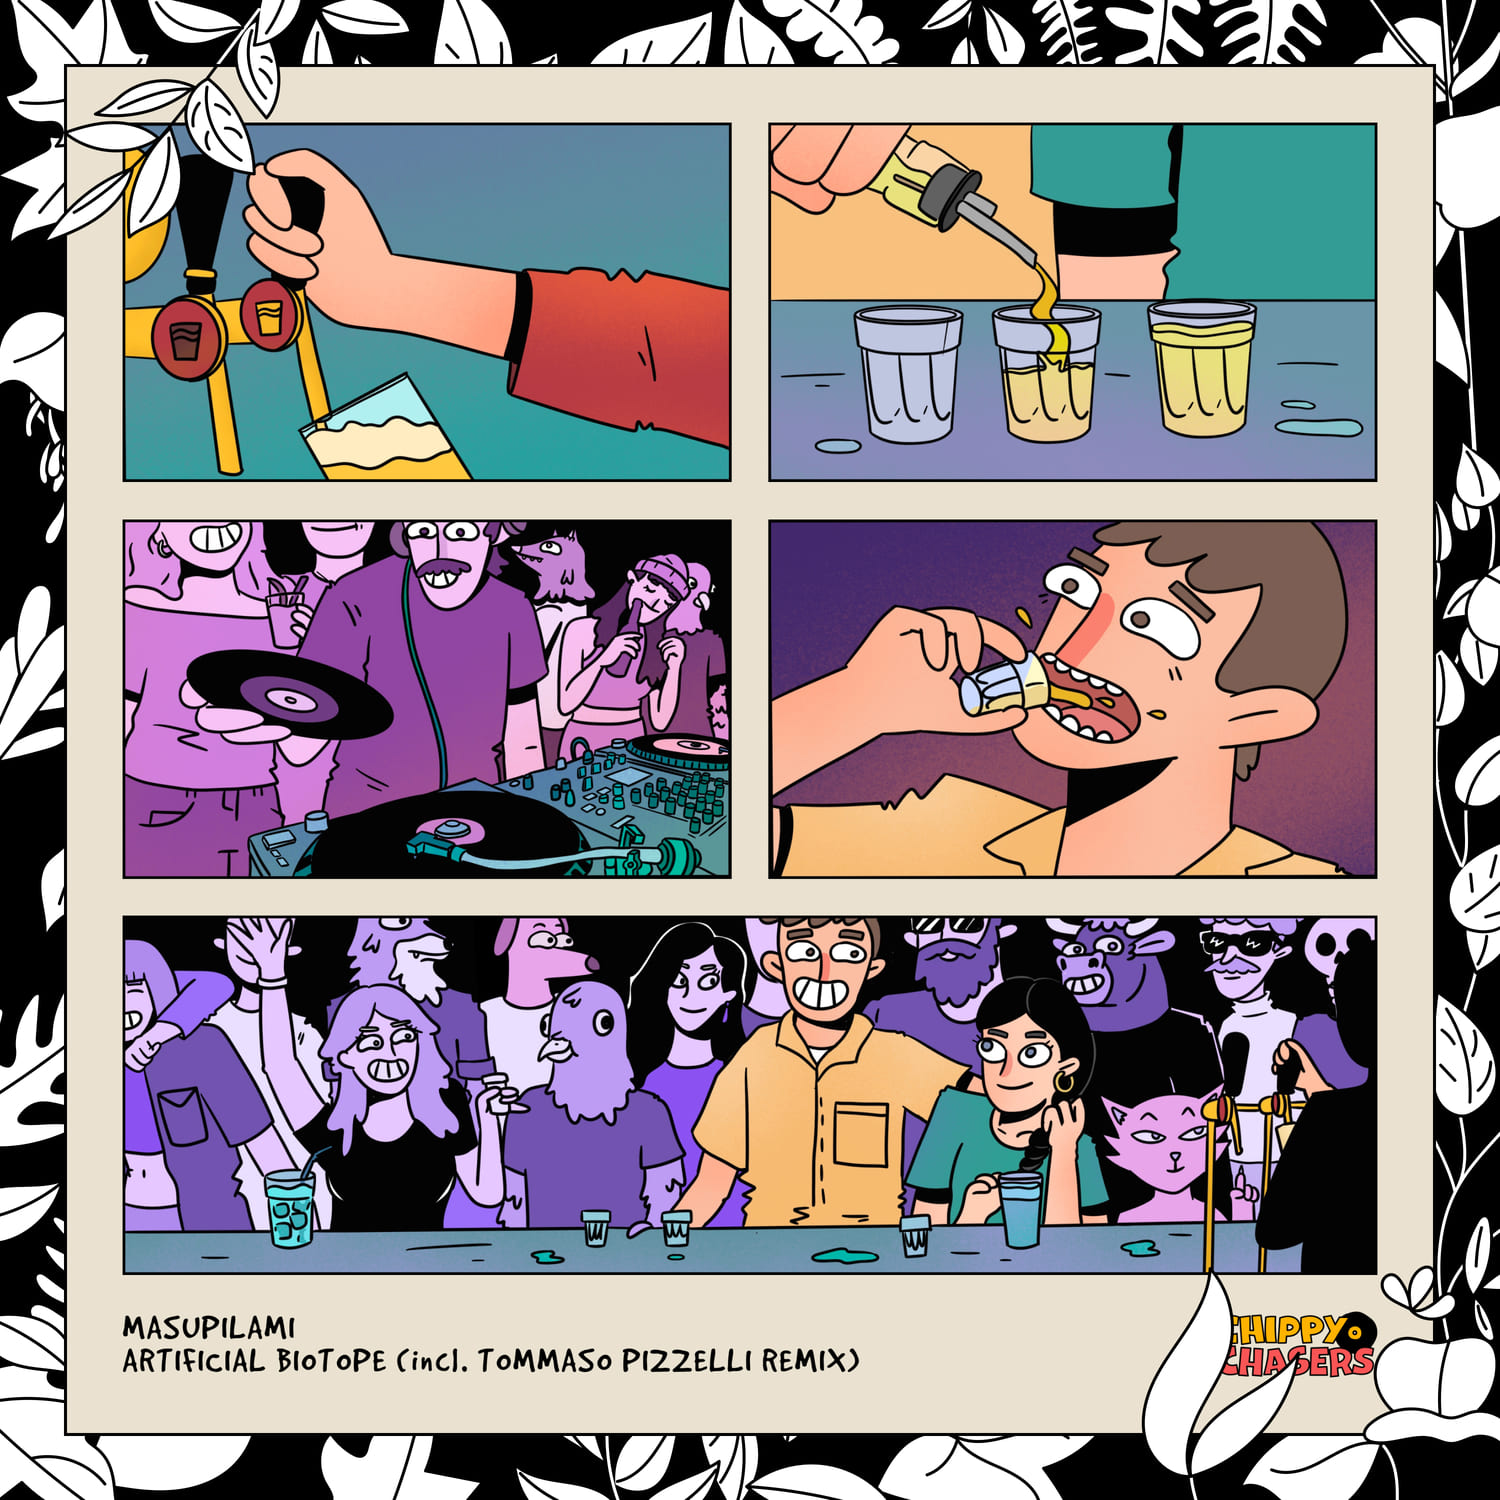 MASUPILAMI
ARTIFICIAL BIOTOPE (incl. TOMMASO PIZZELLI REMIX)
CHIPPY
CHASERS